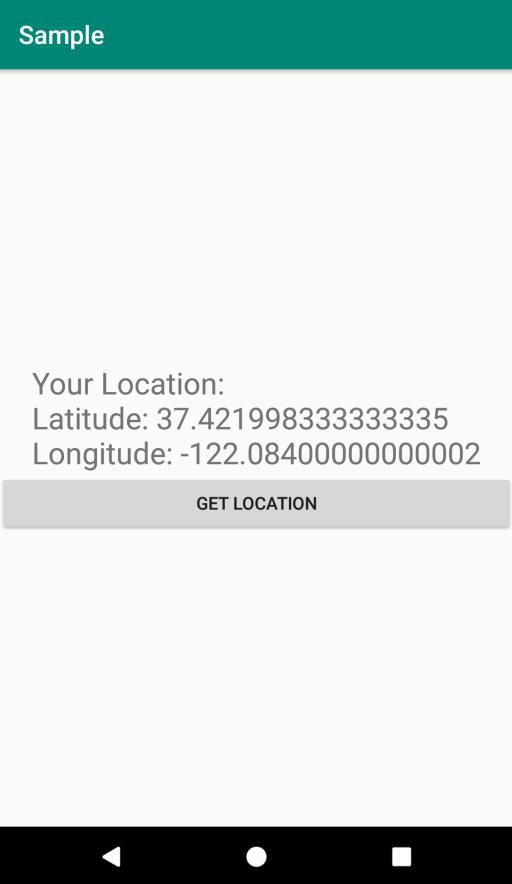 Sample
Your Location:
Latitude: 37.421998333333335
Longitude: -122.08400000000002
GET LOCATION